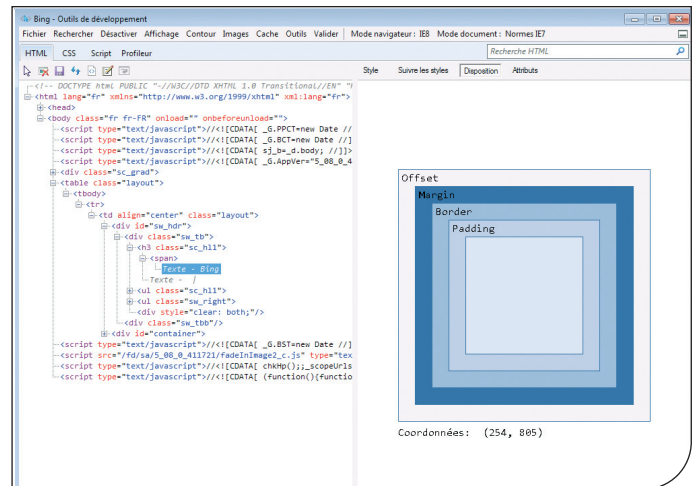 Bing - Outils de développement
Fichier Rechercher Désactiver Affichage Contour Images Cache Outils Valider | Mode navigateur : IE8 Mode document : Normes IE7
HTML CSS Script Profileur
Recherche HTML
Style Suivre les styles Disposition Attributs
<!-- DOCTYPE html PUBLIC "-//W3C//DTD XHTML 1.0 Transitional//EN" "
<html lang="fr" xmlns="http://www.w3.org/1999/xhtml" xml:lang="fr">
<head>
<body class="fr fr-FR" onload="" onbeforeunload="">
<script type="text/javascript">//<![CDATA[ _G.PPCT=new Date //
<script type="text/javascript">//<![CDATA[ _G.BCT=new Date //]
<script type="text/javascript">//<![CDATA[ sj_b=_d.body; //]]>
<script type="text/javascript">//<![CDATA[ _G.AppVer="5_08_0_4
<div class="sc_grad">
<table class="layout">
<tbody>
<tr>
<td align="center" class="layout">
<div id="sw_hdr">
<div class="sw_tb">
<h3 class="sc_hl1">
<span>
Texte - Bing
Texte - |
<ul class="sc_hl1">
<ul class="sw_right">
<div style="clear: both;"/>
<div class="sw_tbb"/>
<div id="container">
<script type="text/javascript">//<![CDATA[ _G.BST=new Date //]
<script src="/fd/sa/5_08_0_411721/fadeInImage2_c.js" type="tex
<script type="text/javascript">//<![CDATA[ chkHp();;_scopeUrls
<script type="text/javascript">//<![CDATA[ (function(){functio
Offset
Margin
Border
Padding
Coordonnées: (254, 805)